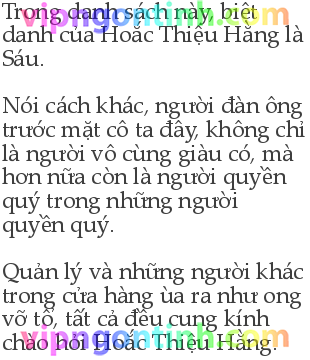 Trong danh sách này, biệt
danh của Hoắc Thiệu Hằng là
Sáu.
Nói cách khác, người đàn ông
trước mặt cô ta đây, không chỉ
là người vô cùng giàu có, mà
hơn nữa còn là người quyền
quý trong những người
quyền quý.
Quản lý và những người khác
trong cửa hàng ùa ra như ong
vỡ tổ, tất cả đều cung kính
chào hỏi Hoắc Thiệu Hằng.
vipngontinh.com
vipngontinh.com